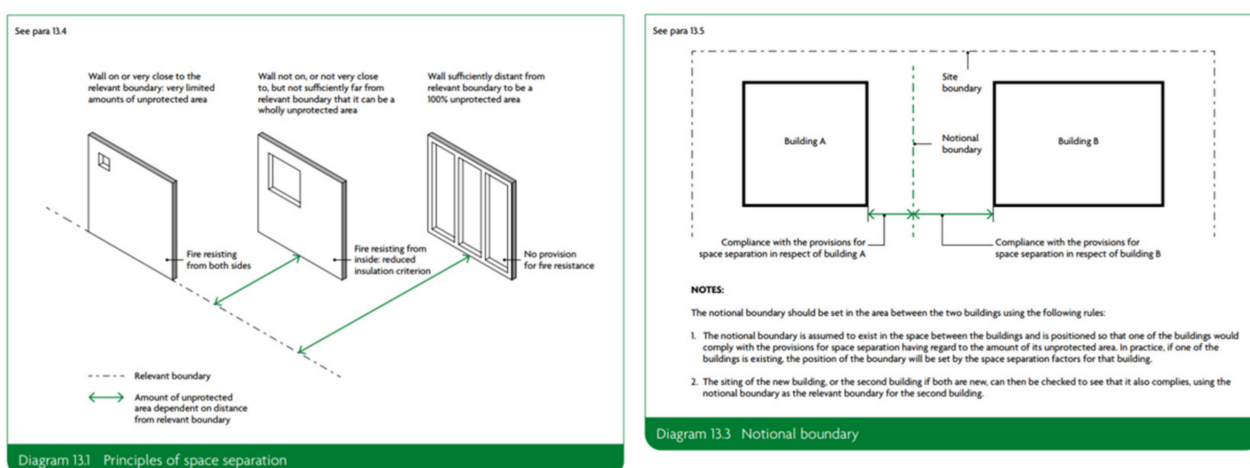 See para 13.4
Wall on or very close to the
relevant boundary: very limited
amounts of unprotected area
Wall not on, or not very close
to, but not sufficiently far from
relevant boundary that it can be a
wholly unprotected area
Wall sufficiently distant from
relevant boundary to be a
100% unprotected area
Fire resisting
from both sides
Fire resisting from
inside: reduced
insulation criterion
No provision
for fire resistance
Relevant boundary
Amount of unprotected
area dependent on distance
from relevant boundary
Diagram 13.1 Principles of space separation
See para 13.5
Site
boundary
Building A
Notional
boundary
Building B
Compliance with the provisions for
space separation in respect of building A
Compliance with the provisions for
space separation in respect of building B
NOTES:
The notional boundary should be set in the area between the two buildings using the following rules:
1. The notional boundary is assumed to exist in the space between the buildings and is positioned so that one of the buildings would
comply with the provisions for space separation having regard to the amount of its unprotected area. In practice, if one of the
buildings is existing, the position of the boundary will be set by the space separation factors for that building.
2. The siting of the new building, or the second building if both are new, can then be checked to see that it also complies, using the
notional boundary as the relevant boundary for the second building.
Diagram 13.3 Notional boundary